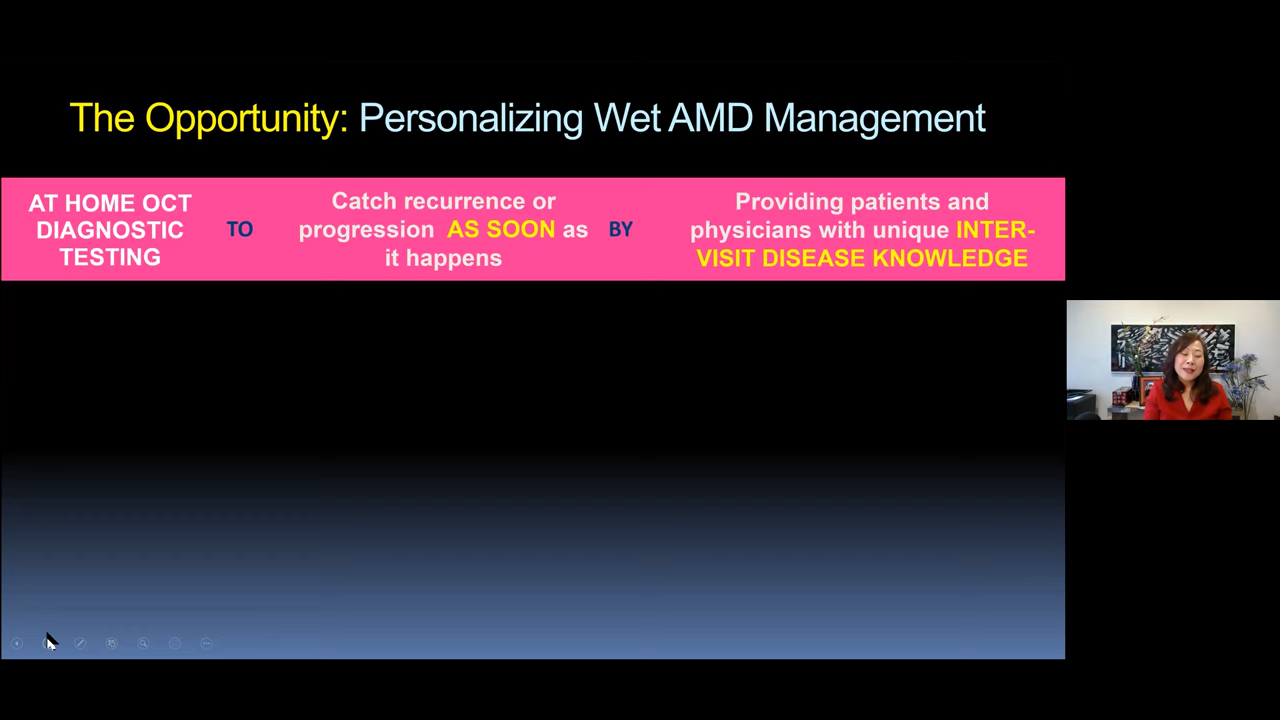 The Opportunity: Personalizing Wet AMD Management
AT HOME OCT
DIAGNOSTIC
TESTING
TO
Catch recurrence or
progression AS SOON as
it happens
BY
Providing patients and
physicians with unique INTER-
VISIT DISEASE KNOWLEDGE